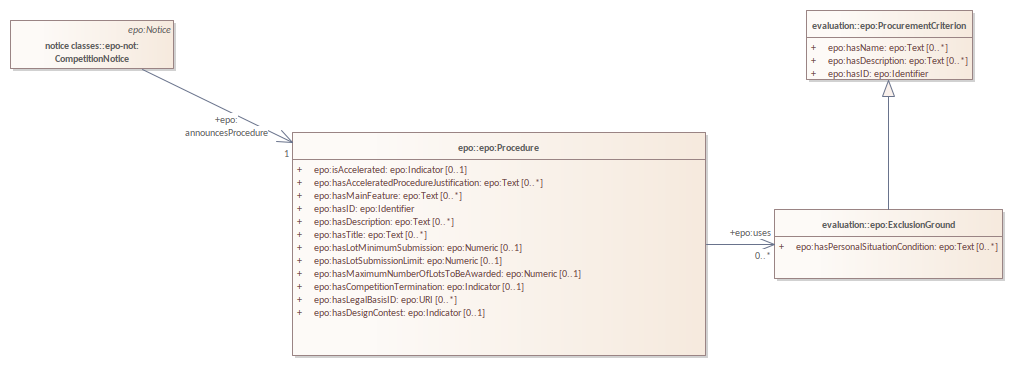 epo:Notice
notice classes::epo-not:
CompetitionNotice
+epo:
announcesProcedure
1
epo::epo:Procedure
+ epo:isAccelerated: epo:Indicator [0..1]
+ epo:hasAcceleratedProcedureJustification: epo:Text [0..*]
+ epo:hasMainFeature: epo:Text [0..*]
+ epo:hasID: epo:Identifier
+ epo:hasDescription: epo:Text [0..*]
+ epo:hasTitle: epo:Text [0..*]
+ epo:hasLotMinimumSubmission: epo:Numeric [0..1]
+ epo:hasLotSubmissionLimit: epo:Numeric [0..1]
+ epo:hasMaximumNumberOfLotsToBeAwarded: epo:Numeric [0..1]
+ epo:hasCompetitionTermination: epo:Indicator [0..1]
+ epo:hasLegalBasisID: epo:URI [0..*]
+ epo:hasDesignContest: epo:Indicator [0..1]
+epo:uses
0..*
evaluation::epo:ProcurementCriterion
+ epo:hasName: epo:Text [0..*]
+ epo:hasDescription: epo:Text [0..*]
+ epo:hasID: epo:Identifier
evaluation::epo:ExclusionGround
+ epo:hasPersonalSituationCondition: epo:Text [0..*]